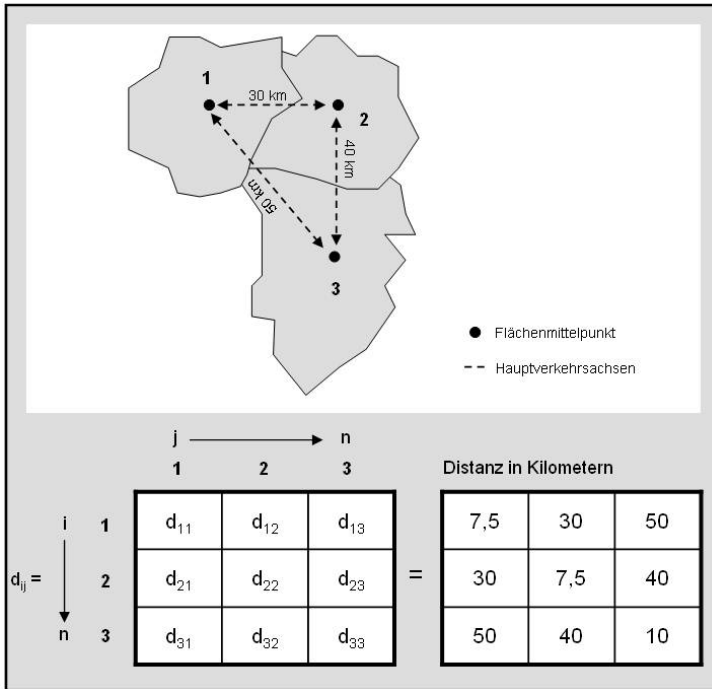 1
30 km
2
40 km
50 km
3
Flächenmittelpunkt
Hauptverkehrsachsen
j n
1 2 3 Distanz in Kilometern
i 1 d₁₁ d₁₂ d₁₃ 7,5 30 50
dᵢⱼ = 2 d₂₁ d₂₂ d₂₃ = 30 7,5 40
n 3 d₃₁ d₃₂ d₃₃ 50 40 10